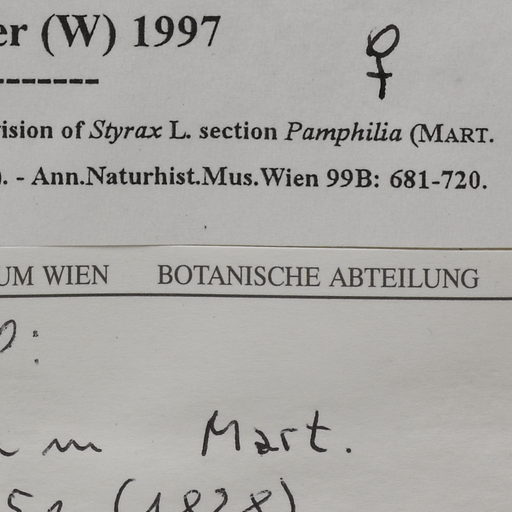 er (W) 1997 ♀
-------
ision of Styrax L. section Pamphilia (MART.
). - Ann.Naturhist.Mus.Wien 99B: 681-720.
UM WIEN BOTANISCHE ABTEILUNG
:
m Mart.
(1828)